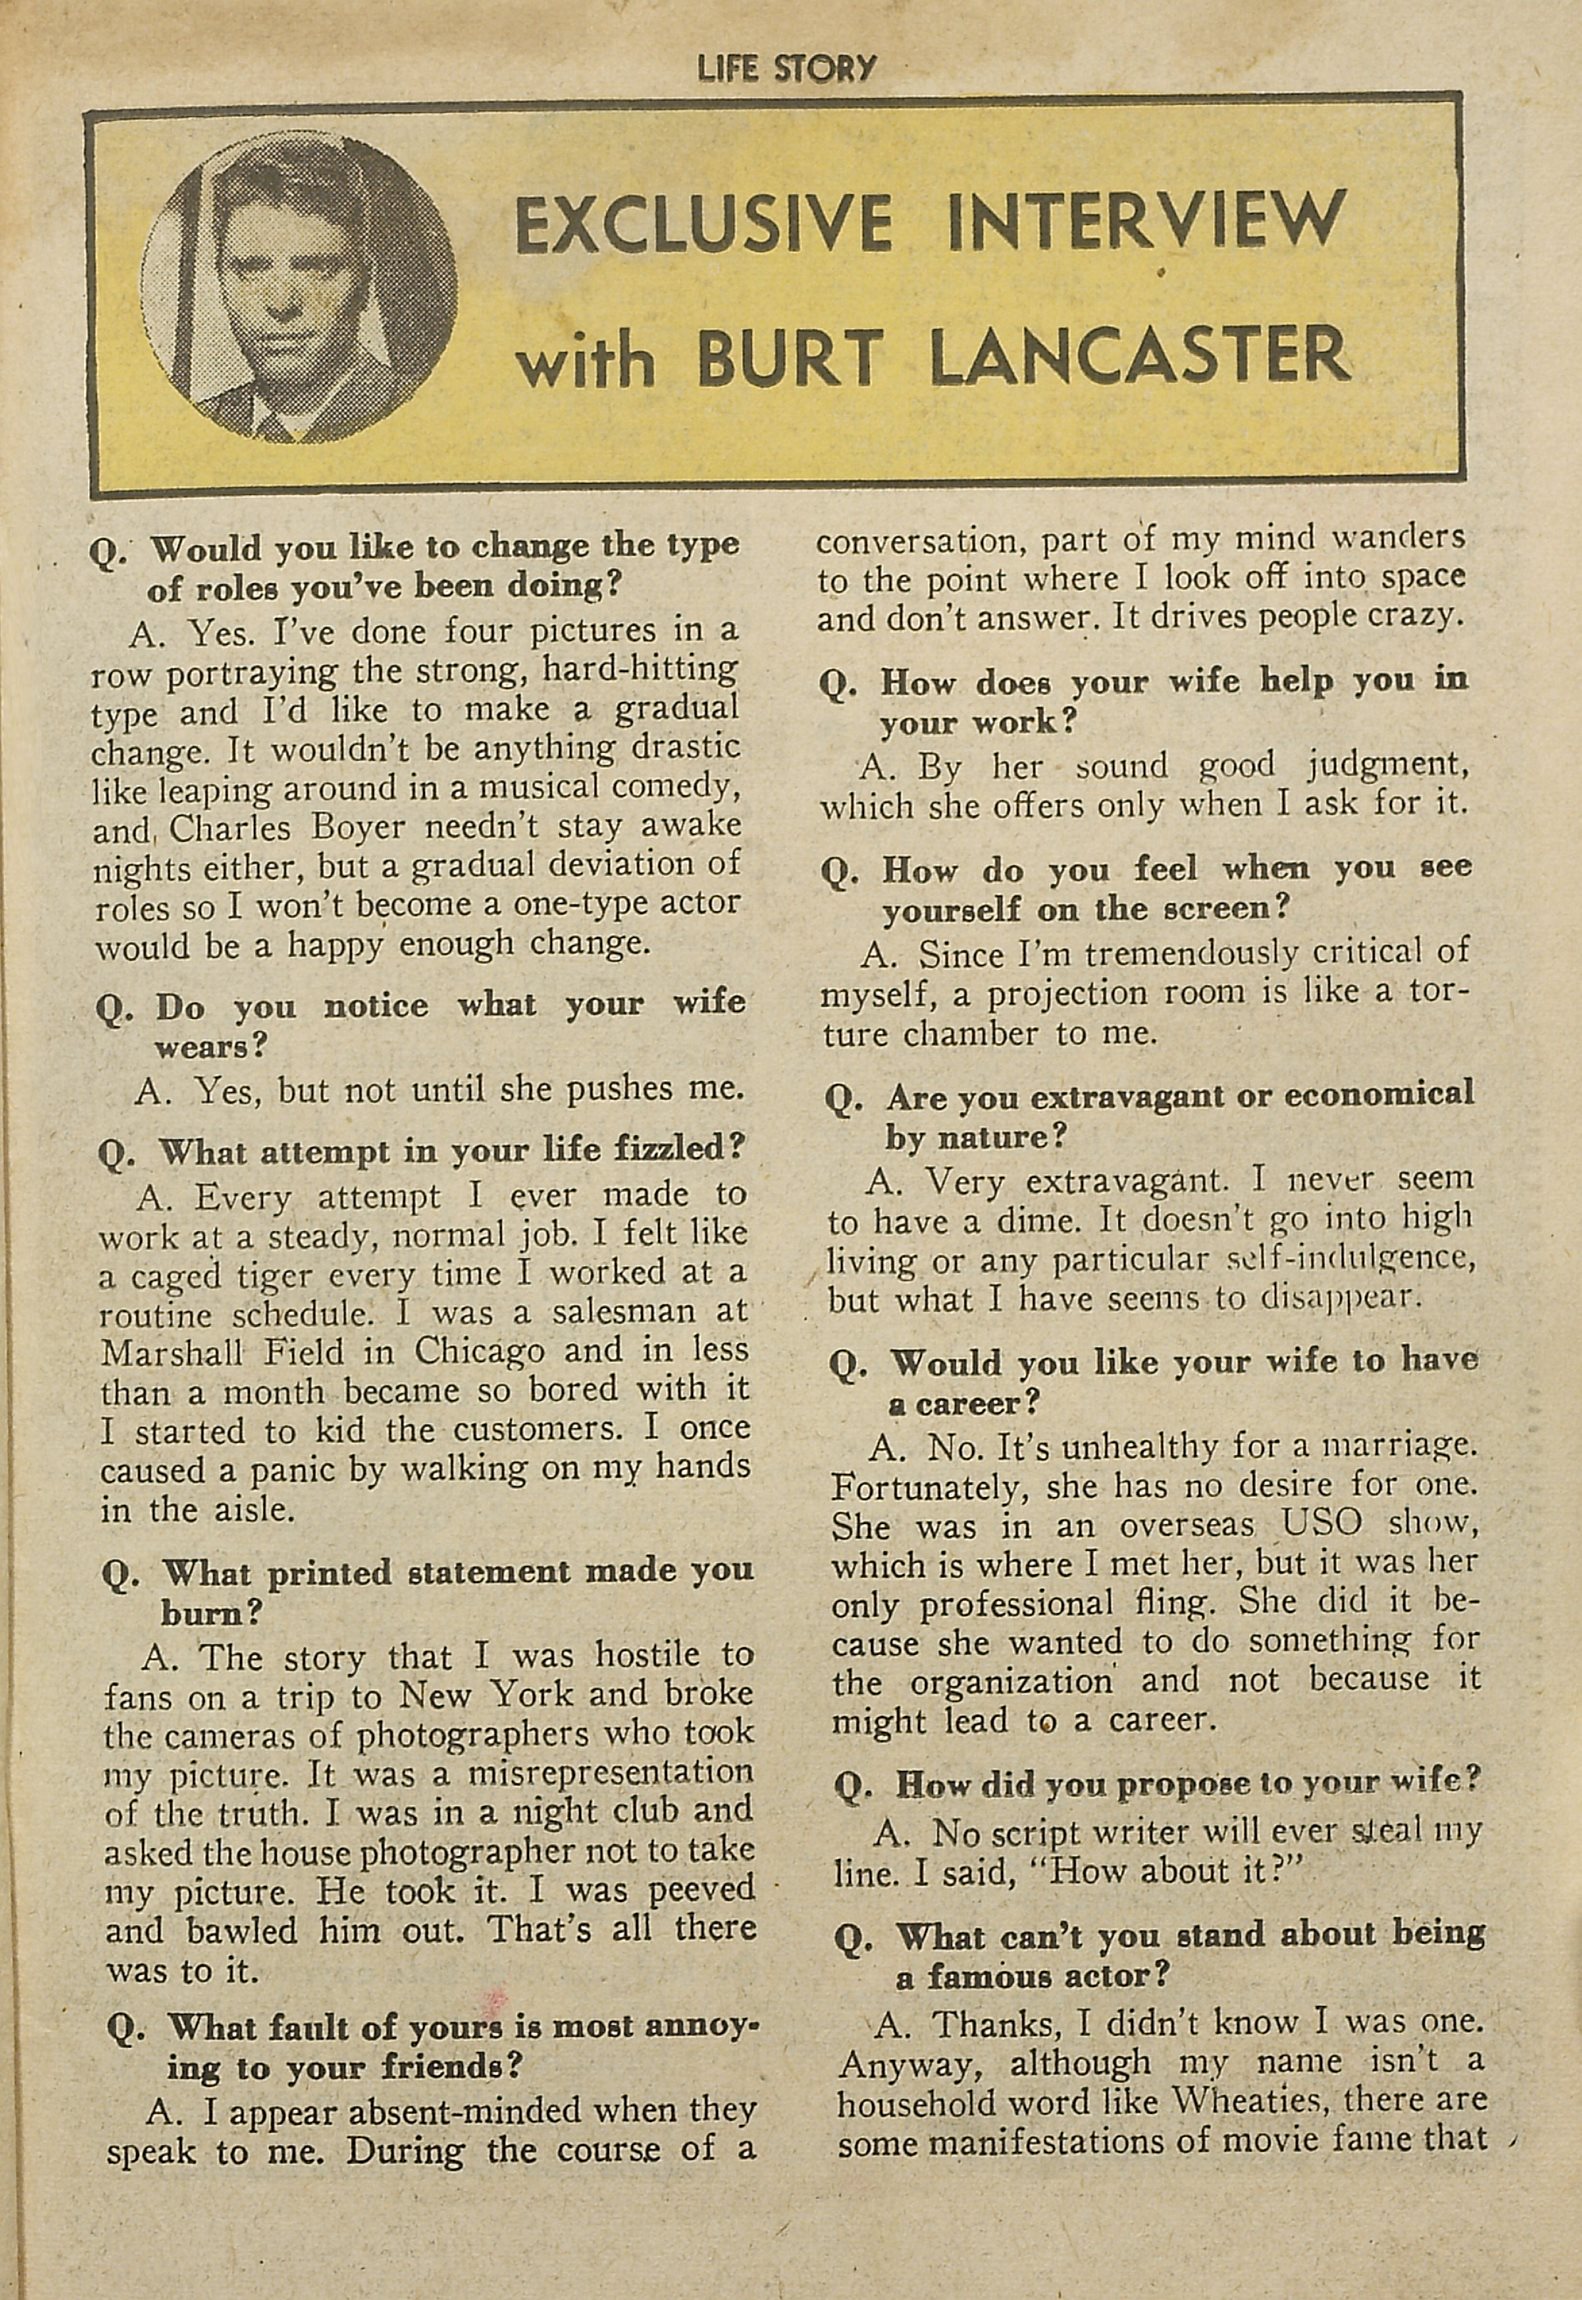 LIFE STORY
EXCLUSIVE INTERVIEW
with BURT LANCASTER
Q. Would you like to change the type
of roles you've been doing?
A. Yes. I've done four pictures in a
row portraying the strong, hard-hitting
type and I'd like to make a gradual
change. It wouldn't be anything drastic
like leaping around in a musical comedy,
and Charles Boyer needn't stay awake
nights either, but a gradual deviation of
roles so I won't become a one-type actor
would be a happy enough change.
Q. Do you notice what your wife
wears?
A. Yes, but not until she pushes me.
Q. What attempt in your life fizzled?
A. Every attempt I ever made to
work at a steady, normal job. I felt like
a caged tiger every time I worked at a
routine schedule. I was a salesman at
Marshall Field in Chicago and in less
than a month became so bored with it
I started to kid the customers. I once
caused a panic by walking on my hands
in the aisle.
Q. What printed statement made you
burn?
A. The story that I was hostile to
fans on a trip to New York and broke
the cameras of photographers who took
my picture. It was a misrepresentation
of the truth. I was in a night club and
asked the house photographer not to take
my picture. He took it. I was peeved
and bawled him out. That's all there
was to it.
Q. What fault of yours is most annoy-
ing to your friends?
A. I appear absent-minded when they
speak to me. During the course of a
conversation, part of my mind wanders
to the point where I look off into space
and don't answer. It drives people crazy.
Q. How does your wife help you in
your work?
A. By her sound good judgment,
which she offers only when I ask for it.
Q. How do you feel when you see
yourself on the screen?
A. Since I'm tremendously critical of
myself, a projection room is like a tor-
ture chamber to me.
Q. Are you extravagant or economical
by nature?
A. Very extravagant. I never seem
to have a dime. It doesn't go into high
living or any particular self-indulgence,
but what I have seems to disappear.
Q. Would you like your wife to have
a career?
A. No. It's unhealthy for a marriage.
Fortunately, she has no desire for one.
She was in an overseas USO show,
which is where I met her, but it was her
only professional fling. She did it be-
cause she wanted to do something for
the organization and not because it
might lead to a career.
Q. How did you propose to your wife?
A. No script writer will ever steal my
line. I said, "How about it?"
Q. What can't you stand about being
a famous actor?
A. Thanks, I didn't know I was one.
Anyway, although my name isn't a
household word like Wheaties, there are
some manifestations of movie fame that